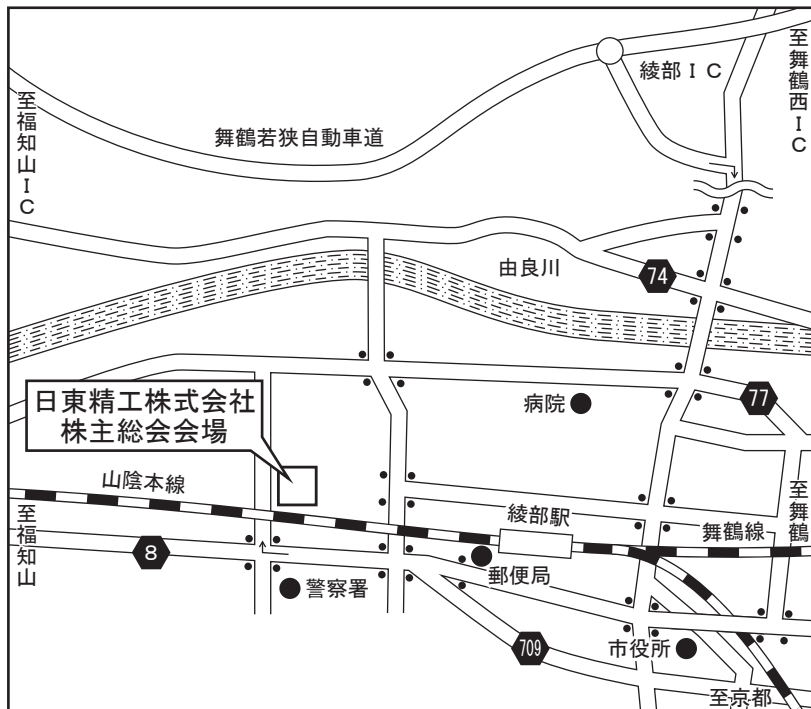 綾部ＩＣ
至舞鶴西ＩＣ
至福知山ＩＣ
舞鶴若狭自動車道
由良川
74
77
日東精工株式会社
株主総会会場
病院
山陰本線
綾部駅
舞鶴線
至舞鶴
至福知山
8
郵便局
警察署
709
市役所
至京都